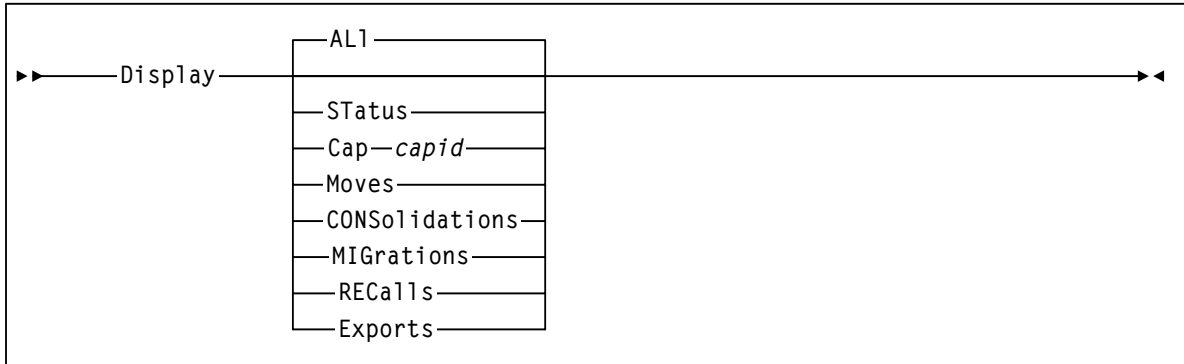 ALl
Display
STatus
Cap capid
Moves
CONSolidations
MIGrations
RECalls
Exports